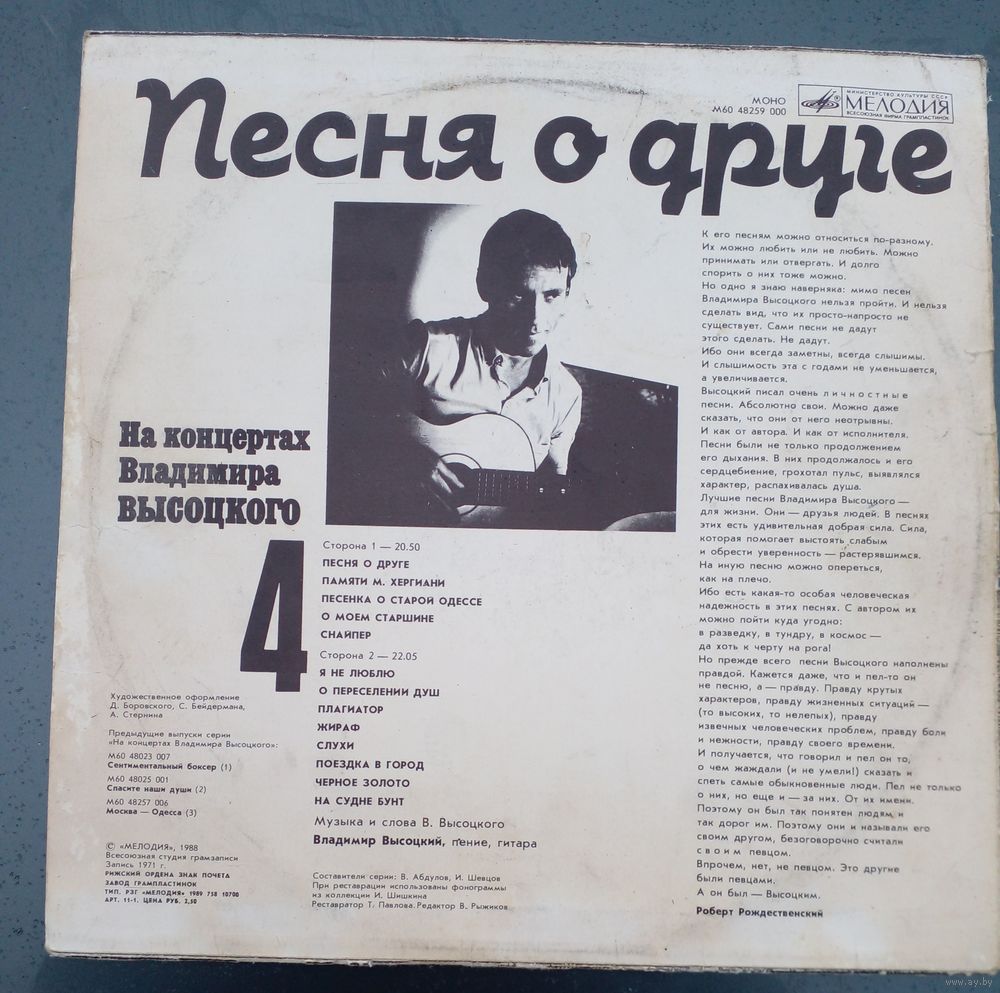 Песня о друге
МОНО
М60 48259 000
МИНИСТЕРСТВО КУЛЬТУРЫ СССР
МЕЛОДИЯ
ВСЕСОЮЗНАЯ ФИРМА ГРАМПЛАСТИНОК
На концертах
Владимира
ВЫСОЦКОГО
4
Сторона 1 — 20.50
ПЕСНЯ О ДРУГЕ
ПАМЯТИ М. ХЕРГИАНИ
ПЕСЕНКА О СТАРОЙ ОДЕССЕ
О МОЕМ СТАРШИНЕ
СНАЙПЕР
Сторона 2 — 22.05
Я НЕ ЛЮБЛЮ
О ПЕРЕСЕЛЕНИИ ДУШ
ПЛАГИАТОР
ЖИРАФ
СЛУХИ
ПОЕЗДКА В ГОРОД
ЧЕРНОЕ ЗОЛОТО
НА СУДНЕ БУНТ
Музыка и слова В. Высоцкого
Владимир Высоцкий, пение, гитара
Составители серии: В. Абдулов, И. Шевцов
При реставрации использованы фонограммы
из коллекции И. Шишкина
Реставратор Т. Павлова. Редактор В. Рыжиков
Художественное оформление
Д. Боровского, С. Бейдермана,
А. Стернина
Предыдущие выпуски серии
«На концертах Владимира Высоцкого»:
М60 48023 007
Сентиментальный боксер (1)
М60 48025 001
Спасите наши души (2)
М60 48257 006
Москва — Одесса (3)
© «МЕЛОДИЯ», 1988
Всесоюзная студия грамзаписи
Запись 1971 г.
РИЖСКИЙ ОРДЕНА ЗНАК ПОЧЕТА
ЗАВОД ГРАМПЛАСТИНОК
ТИП. РЗГ «МЕЛОДИЯ» 1989 758 10700
АРТ. 11-1. ЦЕНА РУБ. 2,50
К его песням можно относиться по-разному.
Их можно любить или не любить. Можно
принимать или отвергать. И долго
спорить о них тоже можно.
Но одно я знаю наверняка: мимо песен
Владимира Высоцкого нельзя пройти. И нельзя
сделать вид, что их просто-напросто не
существует. Сами песни не дадут
этого сделать. Не дадут.
Ибо они всегда заметны, всегда слышимы.
И слышимость эта с годами не уменьшается,
а увеличивается.
Высоцкий писал очень личностные
песни. Абсолютно свои. Можно даже
сказать, что они от него неотрывны.
И как от автора. И как от исполнителя.
Песни были не только продолжением
его дыхания. В них продолжалось и его
сердцебиение, грохотал пульс, выявлялся
характер, распахивалась душа.
Лучшие песни Владимира Высоцкого —
для жизни. Они — друзья людей. В песнях
этих есть удивительная добрая сила. Сила,
которая помогает выстоять слабым
и обрести уверенность — растерявшимся.
На иную песню можно опереться,
как на плечо.
Ибо есть какая-то особая человеческая
надежность в этих песнях. С автором их
можно пойти куда угодно:
в разведку, в тундру, в космос —
да хоть к черту на рога!
Но прежде всего песни Высоцкого наполнены
правдой. Кажется даже, что и пел-то он
не песню, а — правду. Правду крутых
характеров, правду жизненных ситуаций —
(то высоких, то нелепых), правду
извечных человеческих проблем, правду боли
и нежности, правду своего времени.
И получается, что говорил и пел он то,
о чем жаждали (и не умели!) сказать и
спеть самые обыкновенные люди. Пел не только
о них, но еще и — за них. От их имени.
Поэтому он был так понятен людям и
так дорог им. Поэтому они и называли его
своим другом, безоговорочно считали
своим певцом.
Впрочем, нет, не певцом. Это другие
были певцами.
А он был — Высоцким.
Роберт Рождественский
www.ay.by